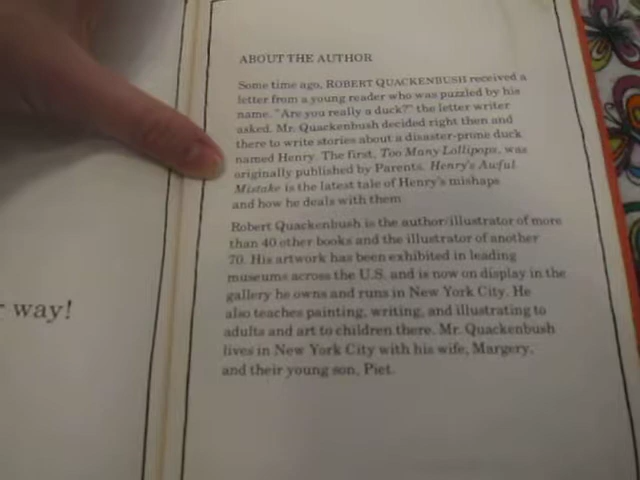 ABOUT THE AUTHOR
Some time ago, ROBERT QUACKENBUSH received a
letter from a young reader who was puzzled by his
name. "Are you really a duck?" the letter writer
asked. Mr. Quackenbush decided right then and
there to write stories about a disaster-prone duck
named Henry. The first, Too Many Lollipops, was
originally published by Parents. Henry's Awful
Mistake is the latest tale of Henry's mishaps
and how he deals with them
Robert Quackenbush is the author/illustrator of more
than 40 other books and the illustrator of another
70. His artwork has been exhibited in leading
museums across the U.S. and is now on display in the
gallery he owns and runs in New York City. He
also teaches painting, writing, and illustrating to
adults and art to children there. Mr. Quackenbush
lives in New York City with his wife, Margery,
and their young son, Piet.
way!